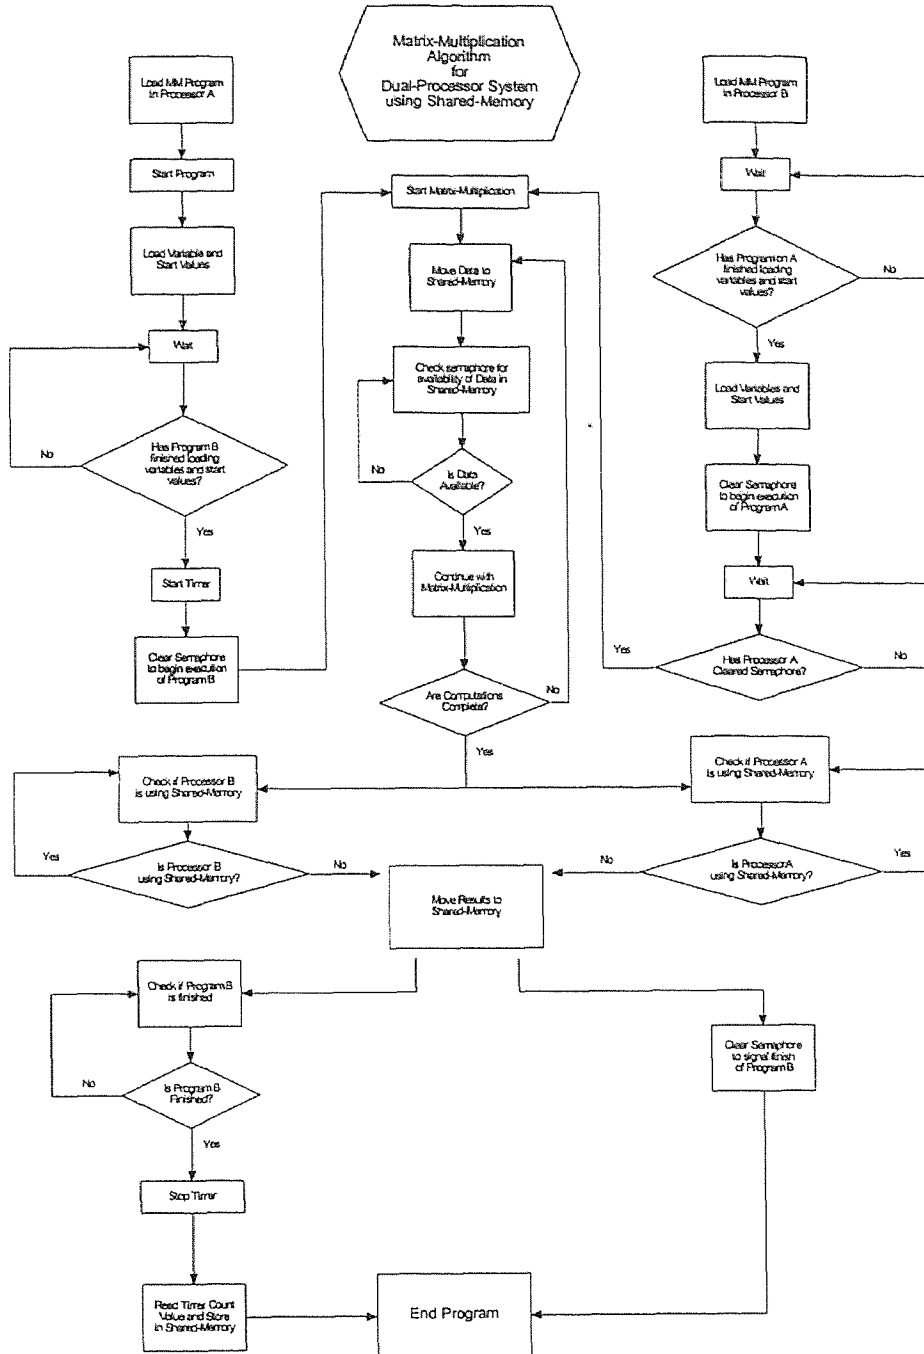 Matrix-Multiplication
Algorithm
for
Dual-Processor System
using Shared-Memory
Load MM Program
in Processor A
Start Program
Load Variable and
Start Values
Wait
No
Has Program B
finished loading
variables and start
values?
Yes
Start Timer
Clear Semaphore
to begin execution
of Program B
Start Matrix-Multiplication
Move Data to
Shared-Memory
Check semaphore for
availability of Data in
Shared-Memory
No
Is Data
Available?
Yes
Continue with
Matrix-Multiplication
Are Computations
Complete?
No
Yes
Load MM Program
in Processor B
Wait
Has Program A
finished loading
variables and start
values?
No
Yes
Load Variables and
Start Values
Clear Semaphore
to begin execution
of Program A
Wait
Yes
Has Processor A
Cleared Semaphore?
No
Check if Processor B
is using Shared-Memory
Yes
Is Processor B
using Shared-Memory?
No
Check if Processor A
is using Shared-Memory
No
Is Processor A
using Shared-Memory?
Yes
Move Results to
Shared-Memory
Check if Program B
is finished
No
Is Program B
Finished?
Yes
Stop Timer
Read Timer Count
Value and Store
in Shared-Memory
Clear Semaphore
to signal finish
of Program B
End Program